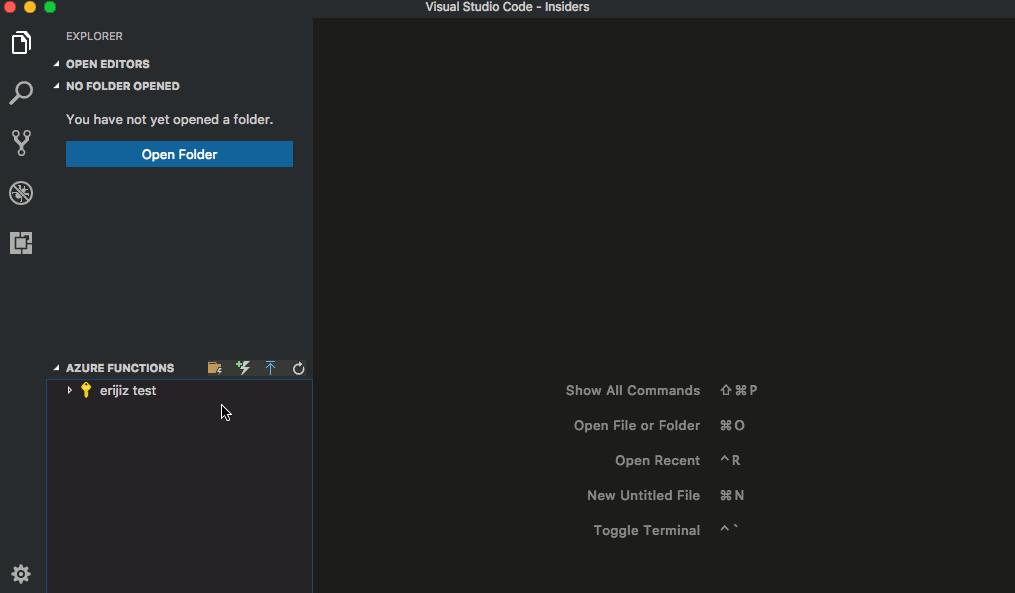 Visual Studio Code - Insiders
EXPLORER
OPEN EDITORS
NO FOLDER OPENED
You have not yet opened a folder.
Open Folder
AZURE FUNCTIONS
erijiz test
Show All Commands ⇧⌘P
Open File or Folder ⌘O
Open Recent ^R
New Untitled File ⌘N
Toggle Terminal ^`